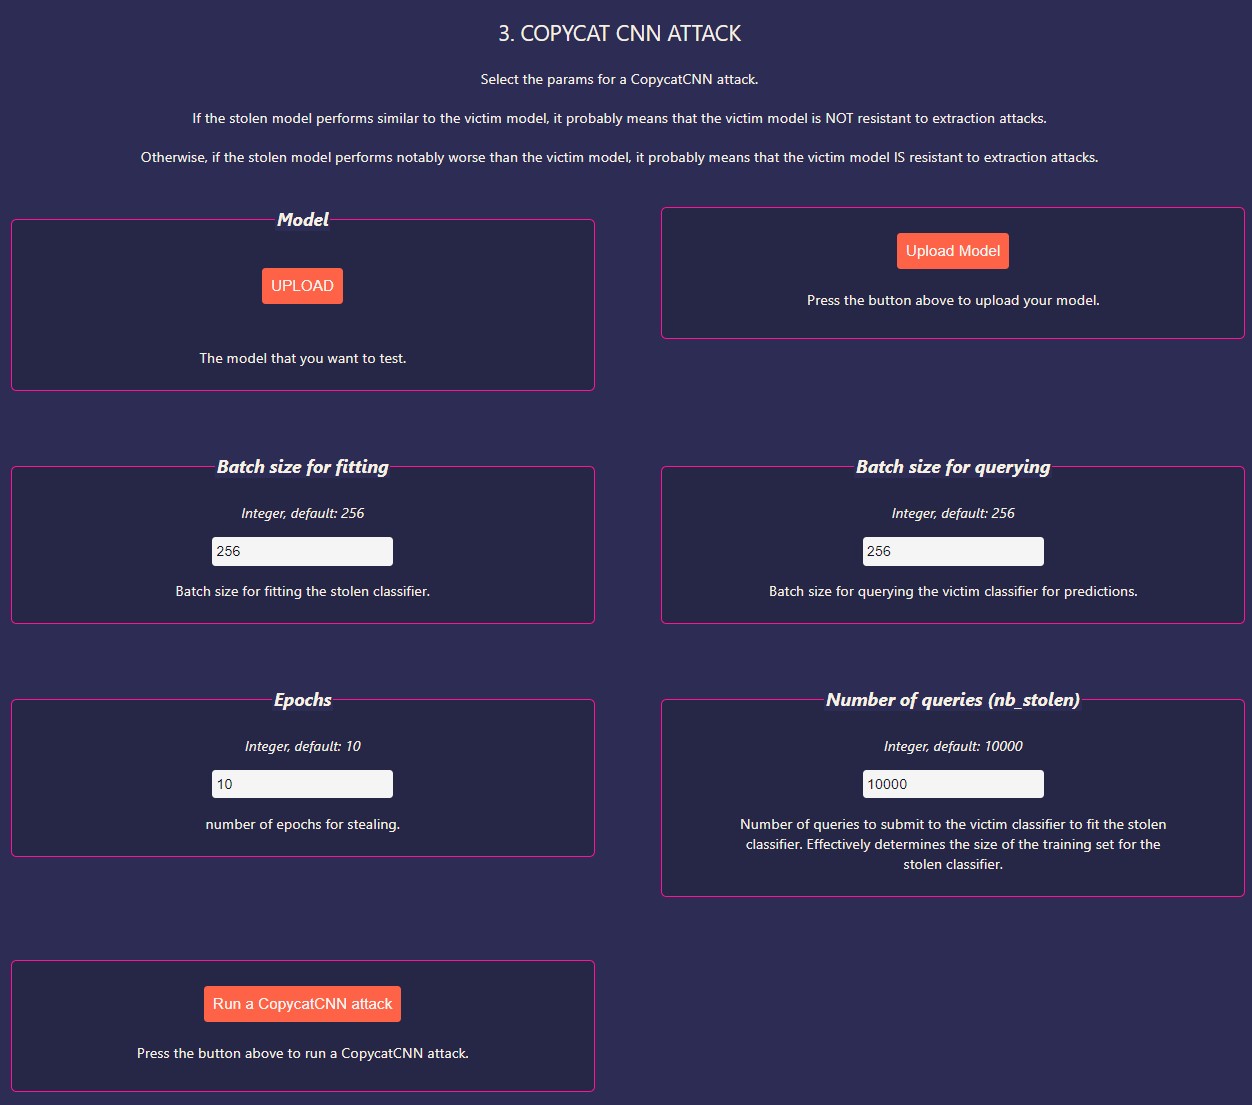 3. COPYCAT CNN ATTACK
Select the params for a CopycatCNN attack.
If the stolen model performs similar to the victim model, it probably means that the victim model is NOT resistant to extraction attacks.
Otherwise, if the stolen model performs notably worse than the victim model, it probably means that the victim model IS resistant to extraction attacks.
Model
UPLOAD
The model that you want to test.
Upload Model
Press the button above to upload your model.
Batch size for fitting
Integer, default: 256
256
Batch size for fitting the stolen classifier.
Batch size for querying
Integer, default: 256
256
Batch size for querying the victim classifier for predictions.
Epochs
Integer, default: 10
10
number of epochs for stealing.
Number of queries (nb_stolen)
Integer, default: 10000
10000
Number of queries to submit to the victim classifier to fit the stolen
classifier. Effectively determines the size of the training set for the
stolen classifier.
Run a CopycatCNN attack
Press the button above to run a CopycatCNN attack.